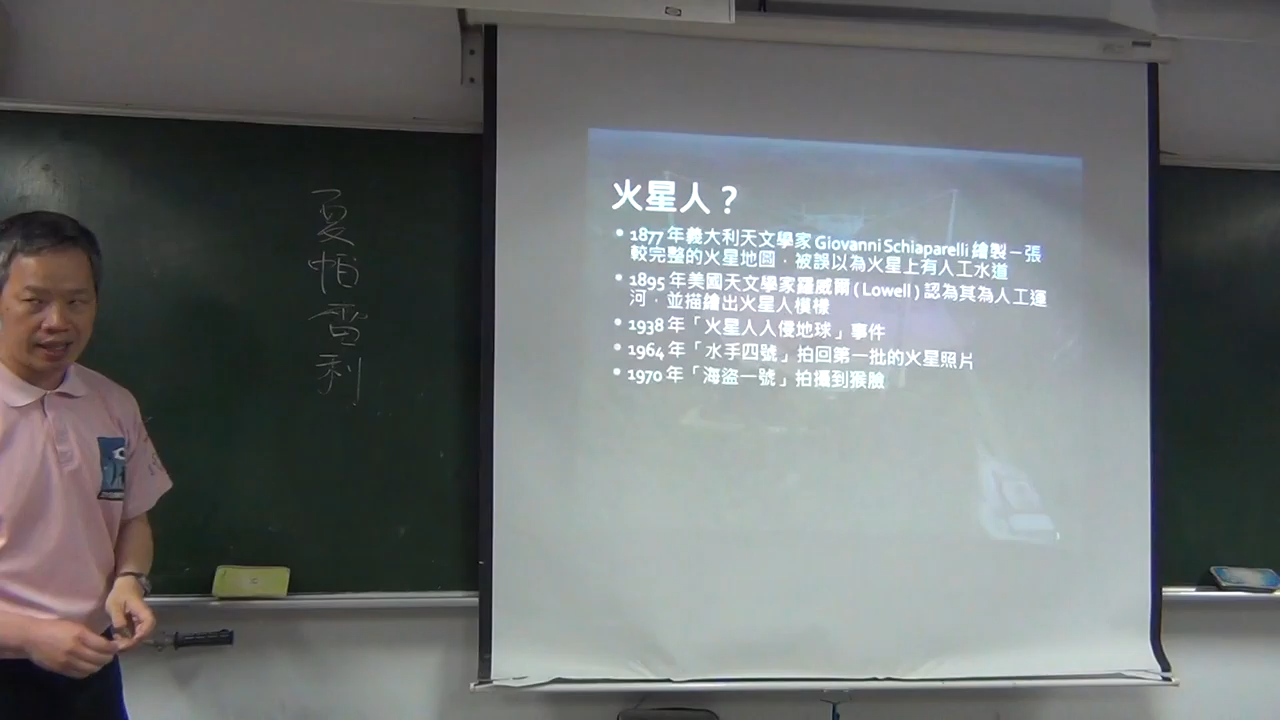 夏帕雷利
火星人？
• 1877 年義大利天文學家 Giovanni Schiaparelli 繪製一張
較完整的火星地圖，被誤以為火星上有人工水道
• 1895 年美國天文學家羅威爾 ( Lowell ) 認為其為人工運
河，並描繪出火星人模樣
• 1938 年「火星人入侵地球」事件
• 1964 年「水手四號」拍回第一批的火星照片
• 1970 年「海盜一號」拍攝到猴臉